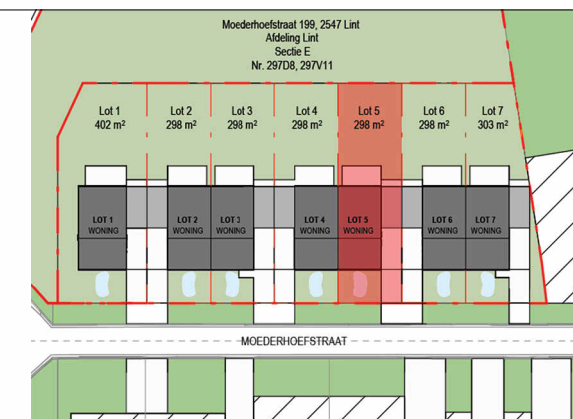 Moederhoefstraat 199, 2547 Lint
Afdeling Lint
Sectie E
Nr. 297D8, 297V11
Lot 1
402 m²
Lot 2
298 m²
Lot 3
298 m²
Lot 4
298 m²
Lot 5
298 m²
Lot 6
298 m²
Lot 7
303 m²
LOT 1
WONING
LOT 2
WONING
LOT 3
WONING
LOT 4
WONING
LOT 5
WONING
LOT 6
WONING
LOT 7
WONING
MOEDERHOEFSTRAAT